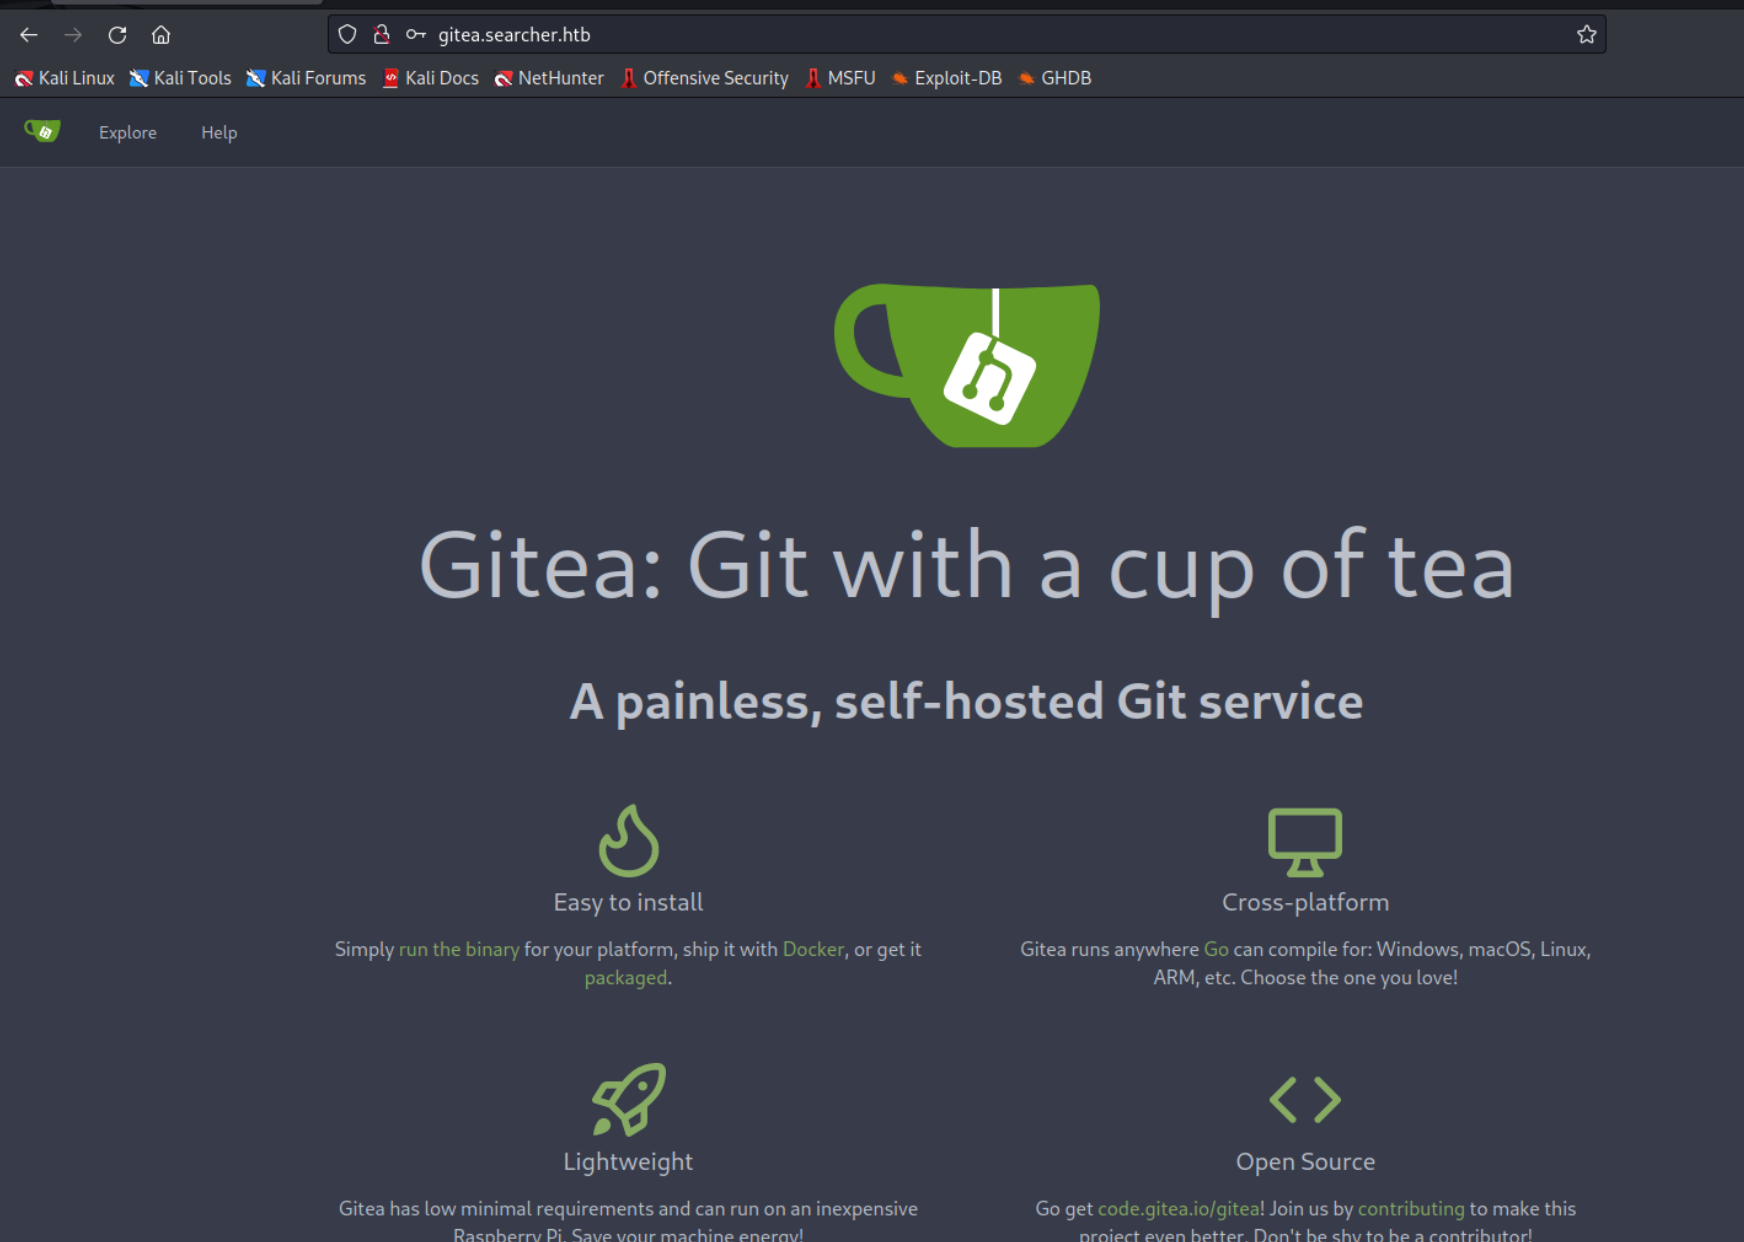 gitea.searcher.htb
Kali Linux Kali Tools Kali Forums Kali Docs NetHunter Offensive Security MSFU Exploit-DB GHDB
Explore Help
Gitea: Git with a cup of tea
A painless, self-hosted Git service
Easy to install
Simply run the binary for your platform, ship it with Docker, or get it
packaged.
Cross-platform
Gitea runs anywhere Go can compile for: Windows, macOS, Linux,
ARM, etc. Choose the one you love!
Lightweight
Gitea has low minimal requirements and can run on an inexpensive
Raspberry Pi. Save your machine energy!
Open Source
Go get code.gitea.io/gitea! Join us by contributing to make this
project even better. Don't be shy to be a contributor!